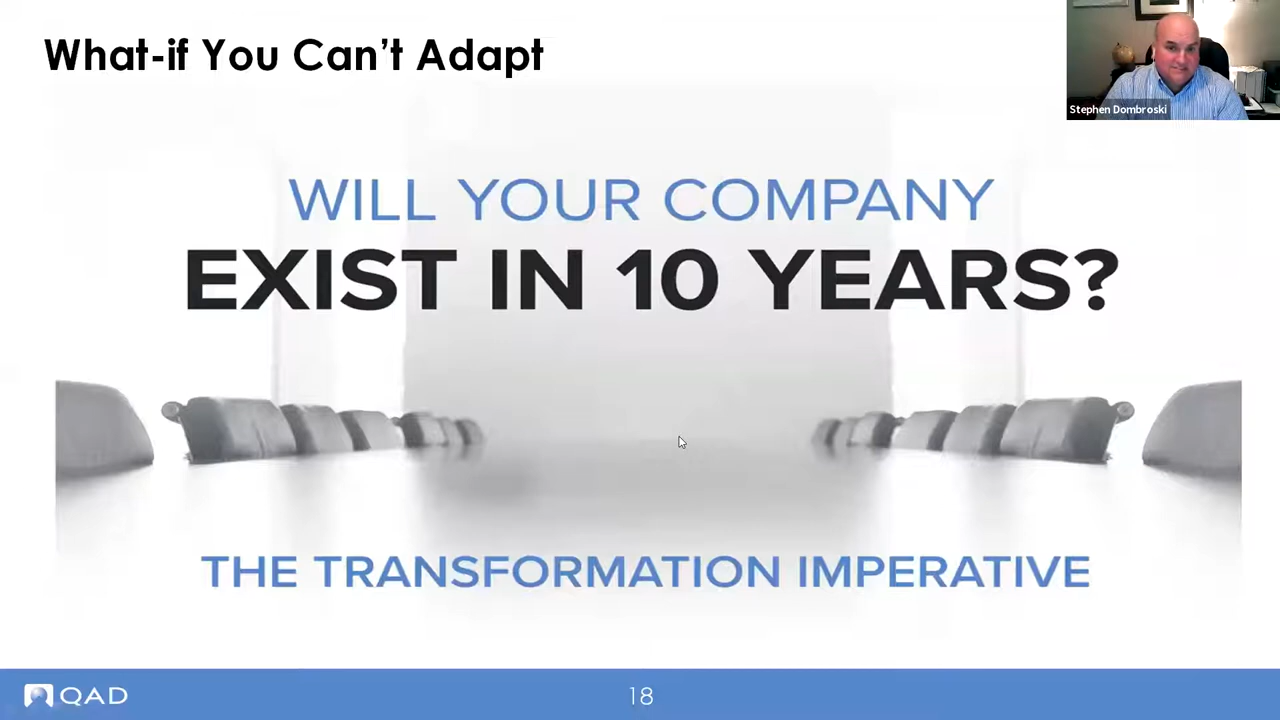 What-if You Can't Adapt
Stephen Dombroski
WILL YOUR COMPANY
EXIST IN 10 YEARS?
THE TRANSFORMATION IMPERATIVE
QAD
18